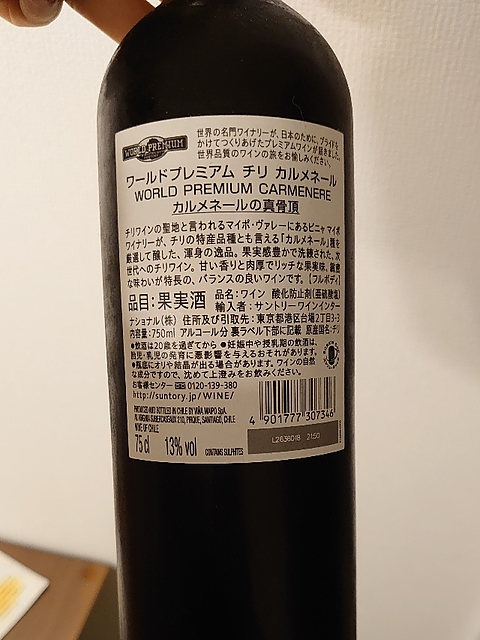 WORLD PREMIUM
世界の名門ワイナリーが、日本のために、プライドを
かけてつくりあげたプレミアムワインが届きました。
世界品質のワインの旅をお愉しみください。
ワールドプレミアム チリ カルメネール
WORLD PREMIUM CARMENERE
カルメネールの真骨頂
チリワインの聖地と言われるマイポ・ヴァレーにあるビニャ マイポ
ワイナリーが、チリの特産品種とも言える「カルメネール」種を
厳選して醸した、渾身の逸品。果実感豊かで洗練された、次
世代へのチリワイン。甘い香りと肉厚でリッチな果実味、緻密
な味わいが特長の、バランスの良いワインです。【フルボディ】
品目:果実酒 品名:ワイン 酸化防止剤(亜硫酸塩)
輸入者:サントリーワインインター
ナショナル(株) 住所及び引取先:東京都港区台場2丁目3-3
内容量:750ml アルコール分 裏ラベル下部に記載 原産国名:チリ
●飲酒は20歳を過ぎてから ●妊娠中や授乳期の飲酒は、
胎児・乳児の発育に悪影響を与えるおそれがあります。
●瓶底にオリや結晶が出る場合があります。ワインの自然
な成分ですので、沈めて上澄みをお飲みください。
お客様センター 0120-139-380
http://suntory.jp/WINE/
PRODUCED AND BOTTLED IN CHILE BY VIÑA MAIPO SpA.
AV. VIRGINIA SUBERCASEAUX 210, PIRQUE, SANTIAGO, CHILE
WINE OF CHILE
75 cl 13% vol CONTAINS SULPHITES
4 901777 307346
L2636018 21:50